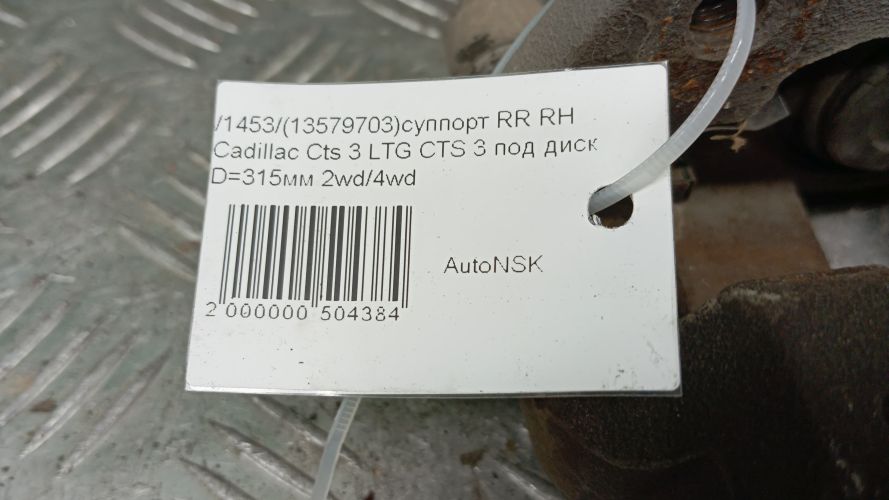 /1453/(13579703)суппорт RR RH
Cadillac Cts 3 LTG CTS 3 под диск
D=315мм 2wd/4wd
AutoNSK
2 000000 504384